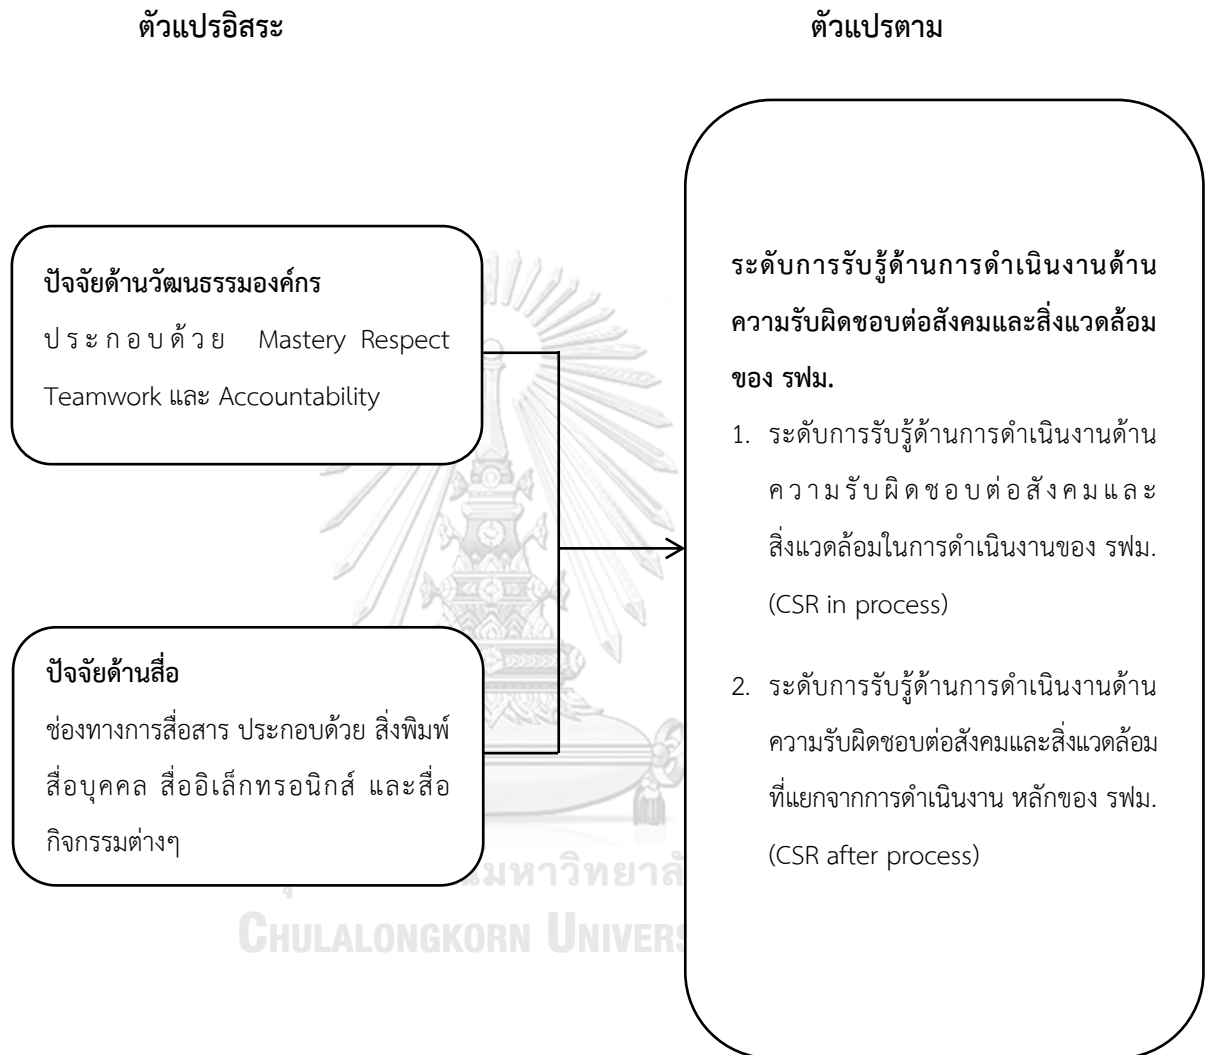 ตัวแปรอิสระ
ตัวแปรตาม
ปัจจัยด้านวัฒนธรรมองค์กร
ประกอบด้วย Mastery Respect
Teamwork และ Accountability
ปัจจัยด้านสื่อ
ช่องทางการสื่อสาร ประกอบด้วย สิ่งพิมพ์
สื่อบุคคล สื่ออิเล็กทรอนิกส์ และสื่อ
กิจกรรมต่างๆ
ระดับการรับรู้ด้านการดำเนินงานด้าน
ความรับผิดชอบต่อสังคมและสิ่งแวดล้อม
ของ รฟม.
1. ระดับการรับรู้ด้านการดำเนินงานด้าน
ความรับผิดชอบต่อสังคมและ
สิ่งแวดล้อมในการดำเนินงานของ รฟม.
(CSR in process)
2. ระดับการรับรู้ด้านการดำเนินงานด้าน
ความรับผิดชอบต่อสังคมและสิ่งแวดล้อม
ที่แยกจากการดำเนินงาน หลักของ รฟม.
(CSR after process)
มหาวิทยาลั
CHULALONGKORN UNIVERS